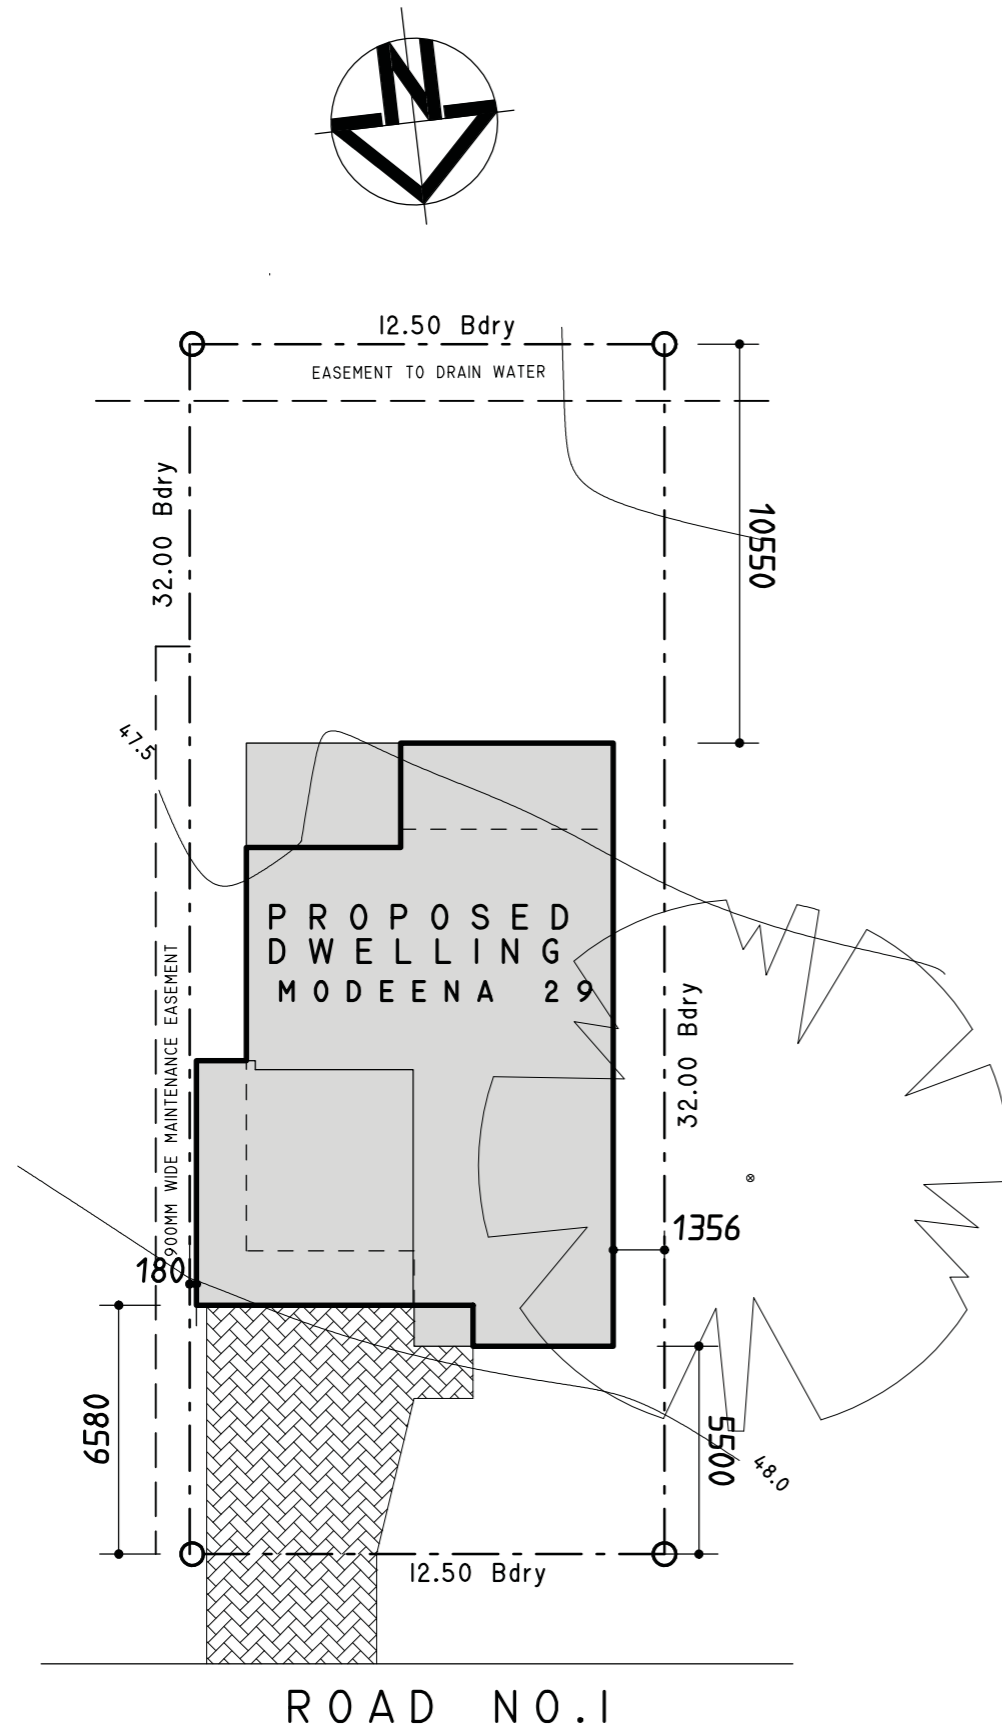 N
12.50 Bdry
EASEMENT TO DRAIN WATER
32.00 Bdry
10550
47.5
PROPOSED
DWELLING
MODEENA 29
900MM WIDE MAINTENANCE EASEMENT
32.00 Bdry
1356
180
6580
5500
48.0
12.50 Bdry
ROAD NO.1